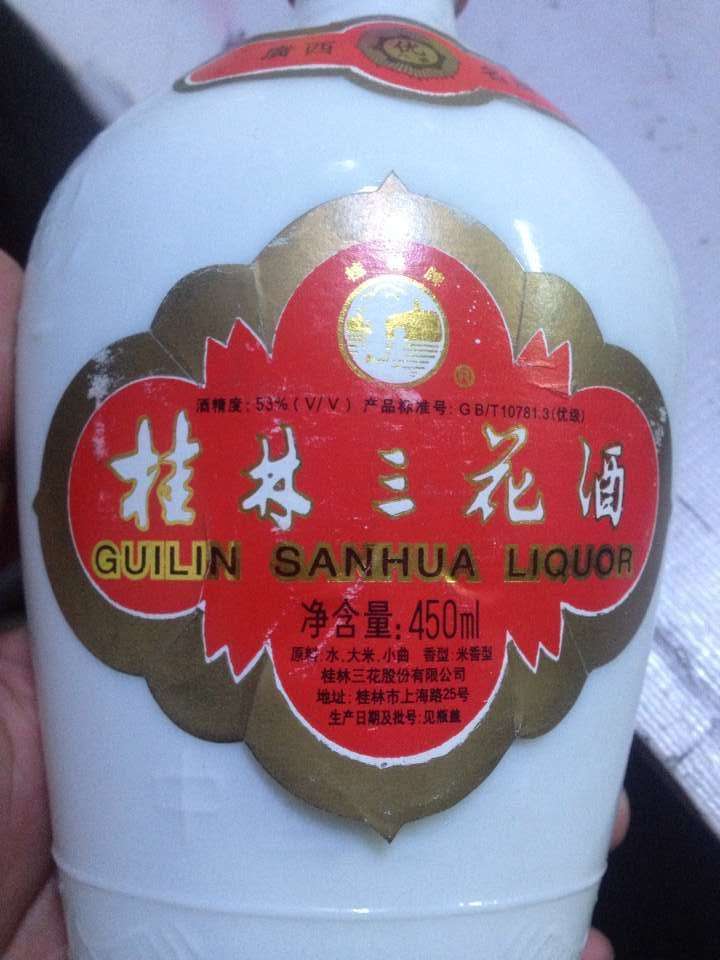 广西
优
酒精度: 53%(V/V) 产品标准号: GB/T10781.3(优级)
桂林三花酒
GUILIN SANHUA LIQUOR
净含量: 450ml
原料: 水、大米、小曲 香型: 米香型
桂林三花股份有限公司
地址: 桂林市上海路25号
生产日期及批号: 见瓶盖